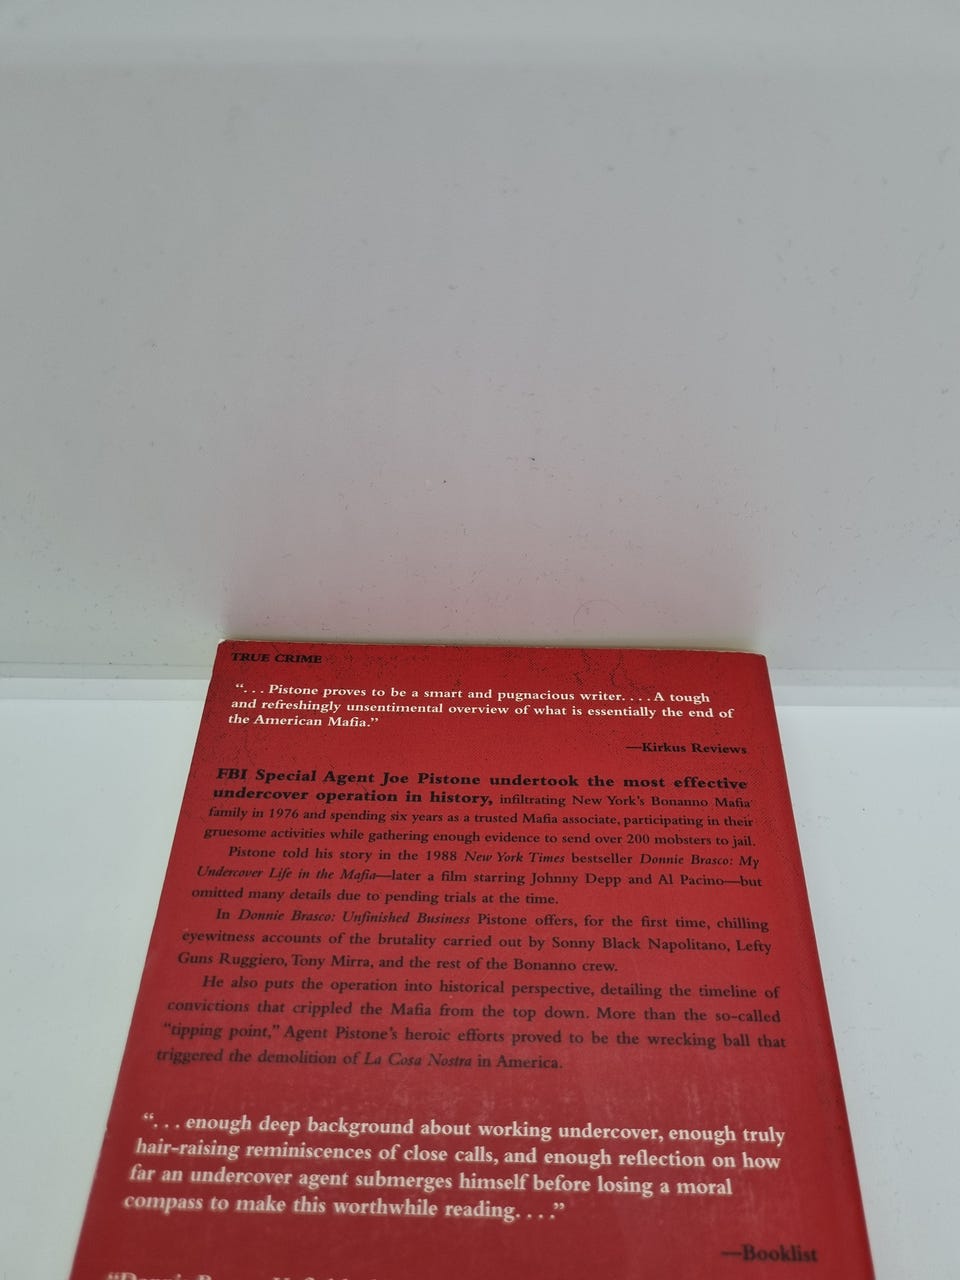 TRUE CRIME
“. . . Pistone proves to be a smart and pugnacious writer. . . . A tough
and refreshingly unsentimental overview of what is essentially the end of
the American Mafia.”
—Kirkus Reviews
FBI Special Agent Joe Pistone undertook the most effective
undercover operation in history, infiltrating New York’s Bonanno Mafia
family in 1976 and spending six years as a trusted Mafia associate, participating in their
gruesome activities while gathering enough evidence to send over 200 mobsters to jail.
Pistone told his story in the 1988 New York Times bestseller Donnie Brasco: My
Undercover Life in the Mafia—later a film starring Johnny Depp and Al Pacino—but
omitted many details due to pending trials at the time.
In Donnie Brasco: Unfinished Business Pistone offers, for the first time, chilling
eyewitness accounts of the brutality carried out by Sonny Black Napolitano, Lefty
Guns Ruggiero, Tony Mirra, and the rest of the Bonanno crew.
He also puts the operation into historical perspective, detailing the timeline of
convictions that crippled the Mafia from the top down. More than the so-called
“tipping point,” Agent Pistone’s heroic efforts proved to be the wrecking ball that
triggered the demolition of La Cosa Nostra in America.
“. . . enough deep background about working undercover, enough truly
hair-raising reminiscences of close calls, and enough reflection on how
far an undercover agent submerges himself before losing a moral
compass to make this worthwhile reading. . . .”
—Booklist